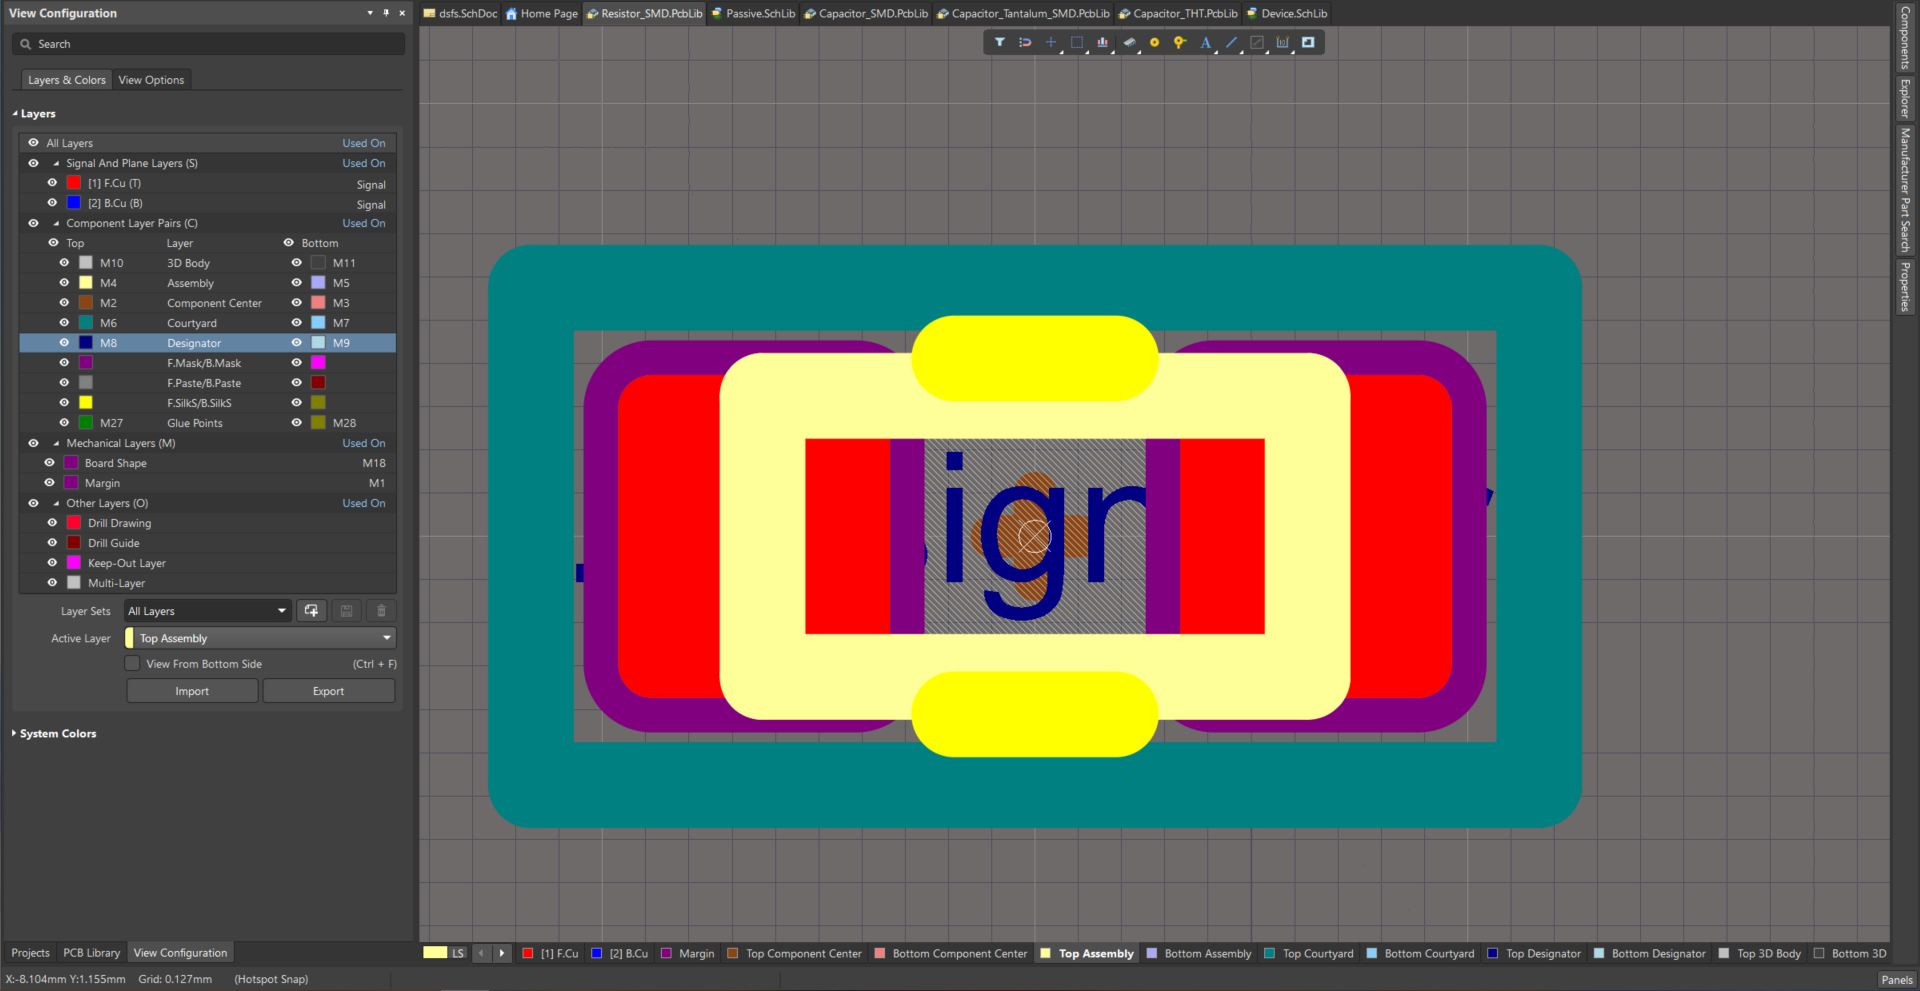 View Configuration
dsfs.SchDoc Home Page Resistor_SMD.PcbLib Passive.SchLib Capacitor_SMD.PcbLib Capacitor_Tantalum_SMD.PcbLib Capacitor_THT.PcbLib Device.SchLib
Search
Layers & Colors View Options
Layers
All Layers Used On
Signal And Plane Layers (S) Used On
[1] F.Cu (T) Signal
[2] B.Cu (B) Signal
Component Layer Pairs (C) Used On
Top Layer Bottom
M10 3D Body M11
M4 Assembly M5
M2 Component Center M3
M6 Courtyard M7
M8 Designator M9
F.Mask/B.Mask
F.Paste/B.Paste
F.SilkS/B.SilkS
M27 Glue Points M28
Mechanical Layers (M) Used On
Board Shape M18
Margin M1
Other Layers (O) Used On
Drill Drawing
Drill Guide
Keep-Out Layer
Multi-Layer
Layer Sets All Layers
Active Layer Top Assembly
View From Bottom Side (Ctrl + F)
Import Export
System Colors
ign
Components
Explorer
Manufacturer Part Search
Properties
Projects PCB Library View Configuration
LS [1] F.Cu [2] B.Cu Margin Top Component Center Bottom Component Center Top Assembly Bottom Assembly Top Courtyard Bottom Courtyard Top Designator Bottom Designator Top 3D Body Bottom 3D
X:-8.104mm Y:1.155mm Grid: 0.127mm (Hotspot Snap)
Panels